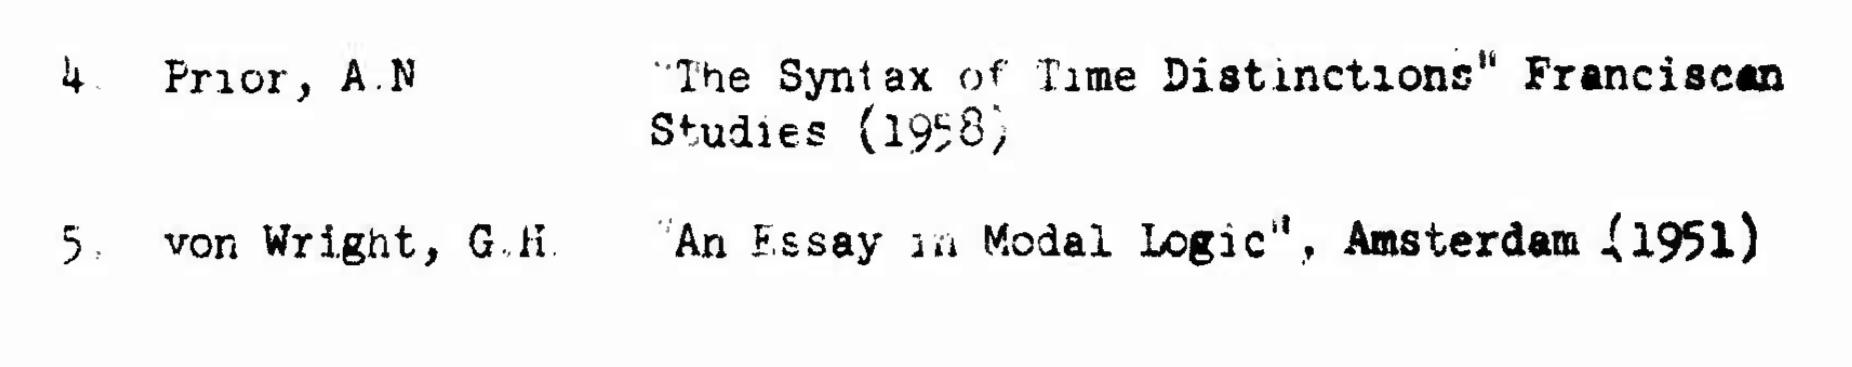 4. Prior, A.N "The Syntax of Time Distinctions" Franciscan
Studies (1958)
5. von Wright, G.H. "An Essay in Modal Logic", Amsterdam (1951)